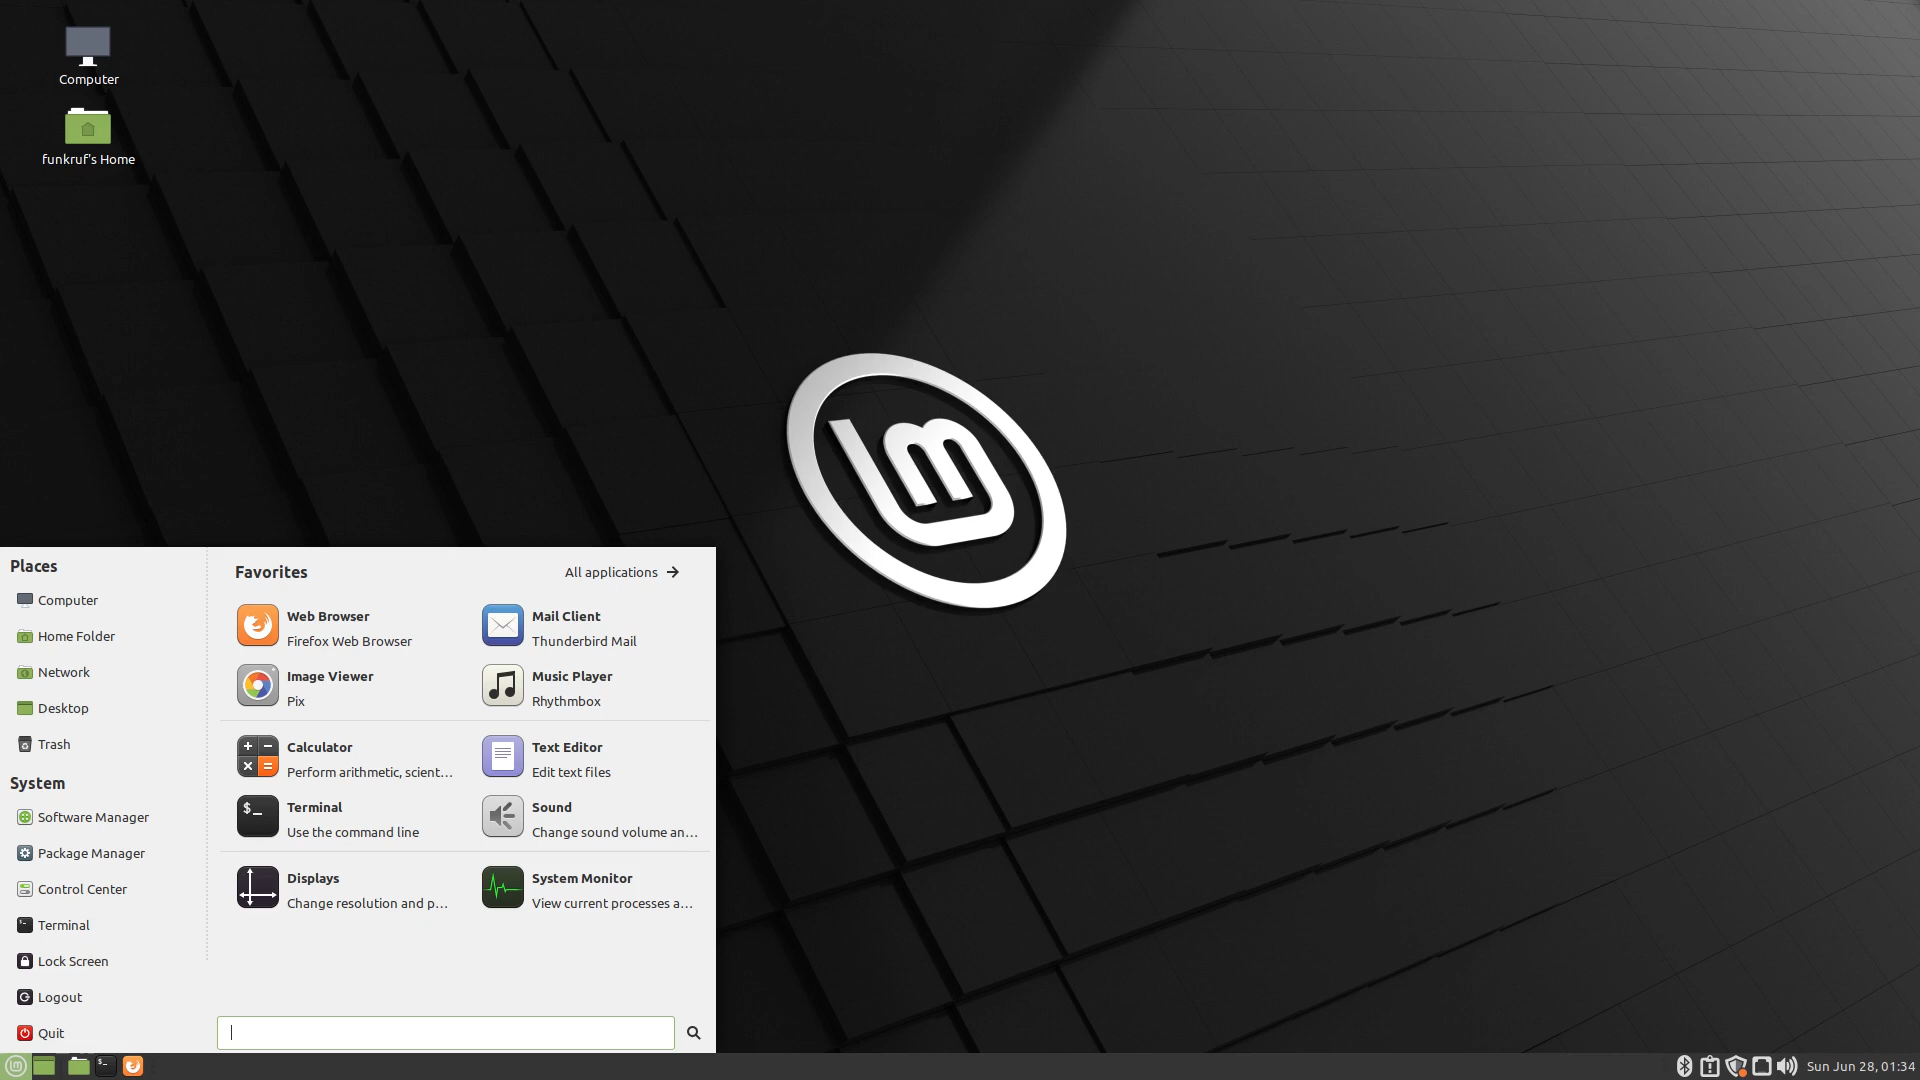 Computer
funkruf's Home
Places
Computer
Home Folder
Network
Desktop
Trash
System
Software Manager
Package Manager
Control Center
Terminal
Lock Screen
Logout
Quit
Favorites
All applications
Web Browser
Firefox Web Browser
Mail Client
Thunderbird Mail
Image Viewer
Pix
Music Player
Rhythmbox
Calculator
Perform arithmetic, scient...
Text Editor
Edit text files
Terminal
Use the command line
Sound
Change sound volume an...
Displays
Change resolution and p...
System Monitor
View current processes a...
Sun Jun 28, 01:34